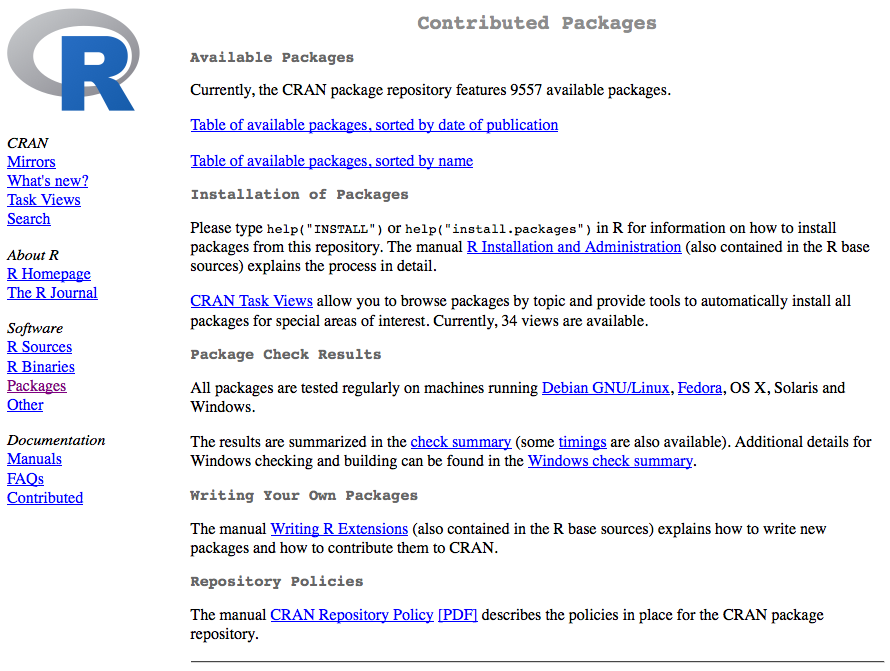 R
CRAN
Mirrors
What's new?
Task Views
Search
About R
R Homepage
The R Journal
Software
R Sources
R Binaries
Packages
Other
Documentation
Manuals
FAQs
Contributed
Contributed Packages
Available Packages
Currently, the CRAN package repository features 9557 available packages.
Table of available packages, sorted by date of publication
Table of available packages, sorted by name
Installation of Packages
Please type help("INSTALL") or help("install.packages") in R for information on how to install
packages from this repository. The manual R Installation and Administration (also contained in the R base
sources) explains the process in detail.
CRAN Task Views allow you to browse packages by topic and provide tools to automatically install all
packages for special areas of interest. Currently, 34 views are available.
Package Check Results
All packages are tested regularly on machines running Debian GNU/Linux, Fedora, OS X, Solaris and
Windows.
The results are summarized in the check summary (some timings are also available). Additional details for
Windows checking and building can be found in the Windows check summary.
Writing Your Own Packages
The manual Writing R Extensions (also contained in the R base sources) explains how to write new
packages and how to contribute them to CRAN.
Repository Policies
The manual CRAN Repository Policy [PDF] describes the policies in place for the CRAN package
repository.